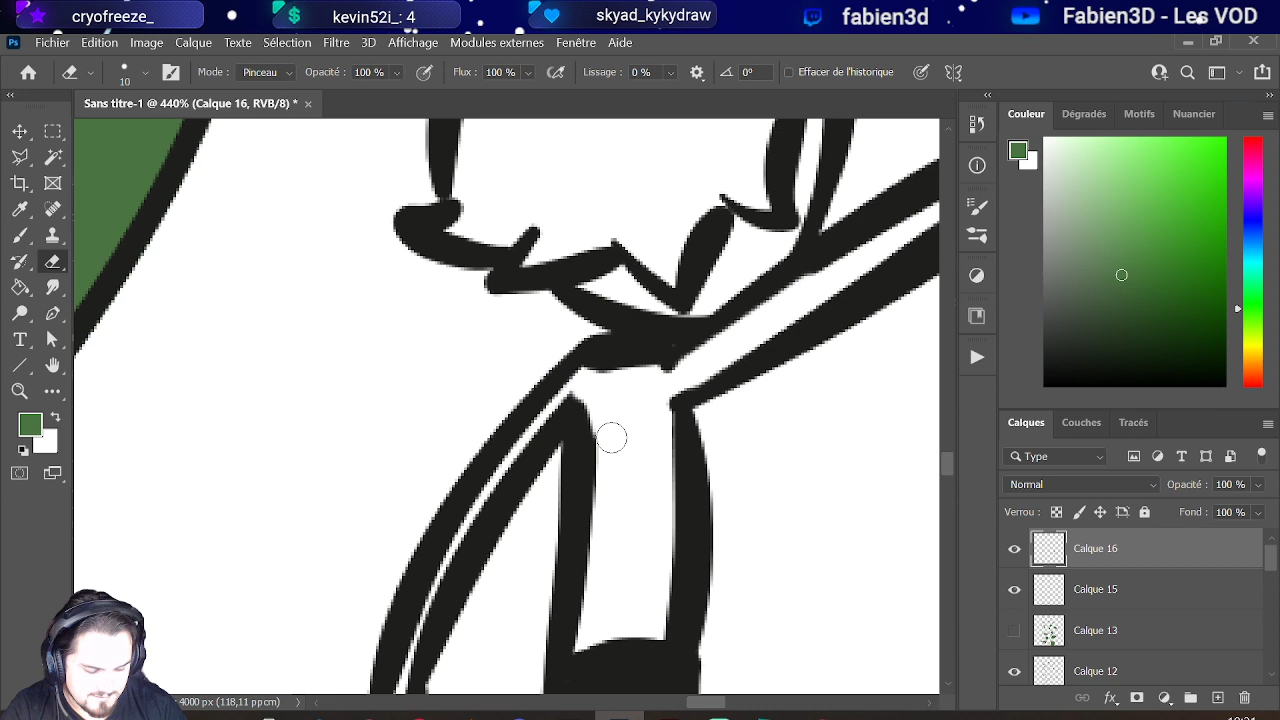 cryofreeze_
kevin52i_: 4
skyad_kykydraw
fabien3d
Fabien3D - Les VOD
Ps
Fichier Edition Image Calque Texte Sélection Filtre 3D Affichage Modules externes Fenêtre Aide
10
Mode : Pinceau
Opacité : 100 %
Flux : 100 %
Lissage : 0 %
0°
Effacer de l'historique
Sans titre-1 @ 440% (Calque 16, RVB/8) *
Couleur Dégradés Motifs Nuancier
Calques Couches Tracés
Type
Normal
Opacité : 100 %
Verrou :
Fond : 100 %
Calque 16
Calque 15
Calque 13
Calque 12
4000 px (118,11 ppcm)